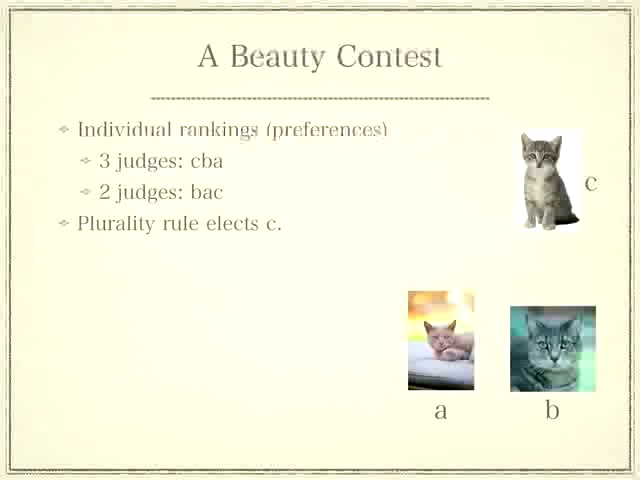 A Beauty Contest
Individual rankings (preferences)
3 judges: cba
2 judges: bac
Plurality rule elects c.
c
a
b